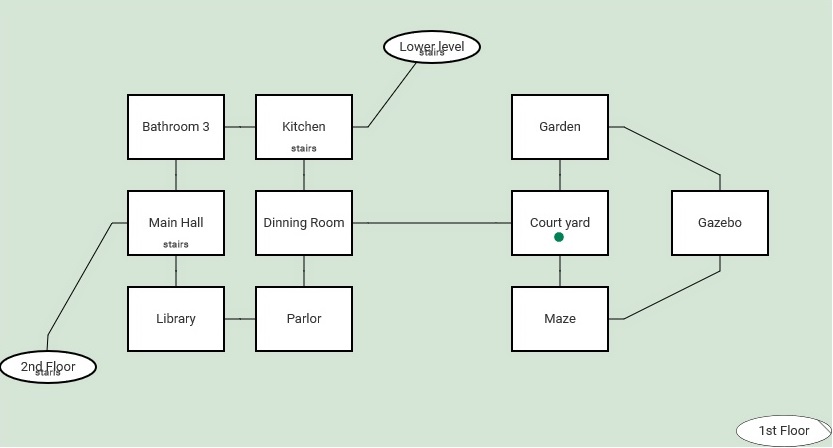 Lower level
stairs
Bathroom 3
Kitchen
stairs
Garden
Main Hall
stairs
Dinning Room
Court yard
Gazebo
Library
Parlor
Maze
2nd Floor
stairs
1st Floor